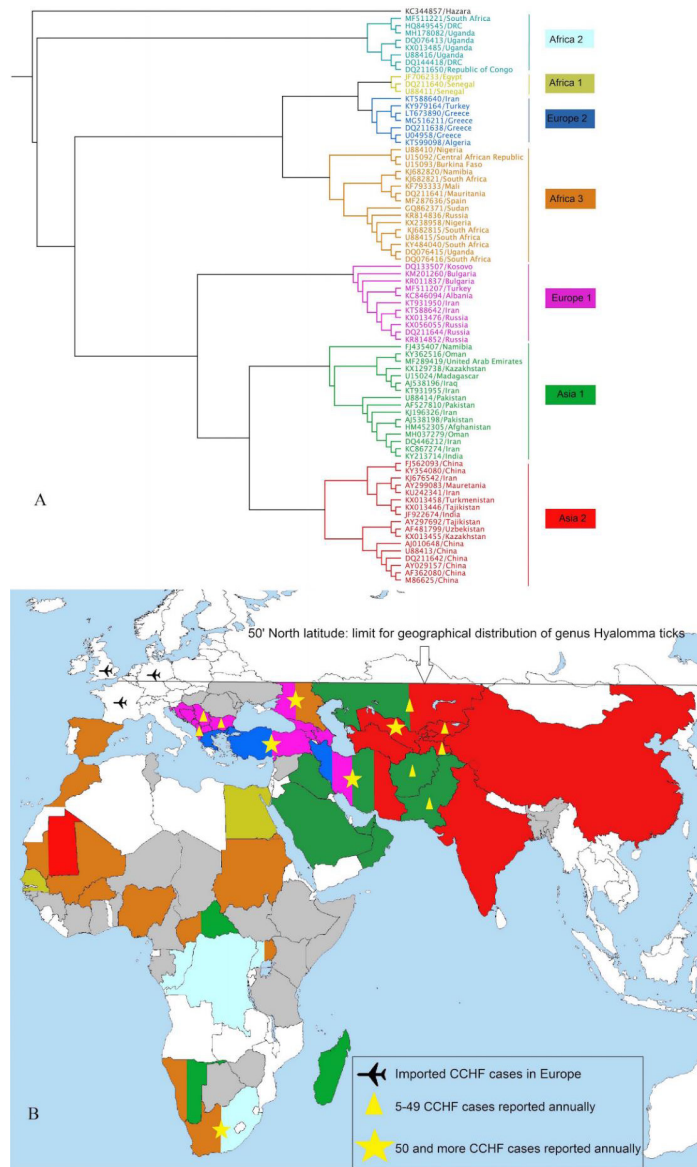 KC344857/Hazara
MF511221/South Africa
HQ849545/DRC
MH178082/Uganda
DQ076413/Uganda
KX013485/Uganda
U88416/Uganda
DQ144418/DRC
DQ211650/Republic of Congo
Africa 2
JF706233/Egypt
DQ211640/Senegal
U88411/Senegal
Africa 1
KT588640/Iran
KY979164/Turkey
LT673890/Greece
MG516211/Greece
DQ211638/Greece
U04958/Greece
KT599098/Algeria
Europe 2
U88410/Nigeria
U15092/Central African Republic
U15093/Burkina Faso
KJ682820/Namibia
KJ682821/South Africa
KF793333/Mali
DQ211641/Mauritania
MF287636/Spain
GQ862371/Sudan
KR814836/Russia
KX238958/Nigeria
KJ682815/South Africa
U88415/South Africa
KY484040/South Africa
DQ076415/Uganda
DQ076416/South Africa
Africa 3
DQ133507/Kosovo
KM201260/Bulgaria
KR011837/Bulgaria
MF511207/Turkey
KC846094/Albania
KT931950/Iran
KT588642/Iran
KX013476/Russia
KX056055/Russia
DQ211644/Russia
KR814852/Russia
Europe 1
FJ435407/Namibia
KY362516/Oman
MF289419/United Arab Emirates
KX129738/Kazakhstan
U15024/Madagascar
AJ538196/Iraq
KT931955/Iran
U88414/Pakistan
AF527810/Pakistan
KJ196326/Iran
AJ538198/Pakistan
HM452305/Afghanistan
MH037279/Oman
DQ446212/Iran
KC867274/Iran
KY213714/India
Asia 1
FJ562093/China
KY354080/China
KJ676542/Iran
AY299083/Mauretania
KU242341/Iran
KX013458/Turkmenistan
KX013446/Tajikistan
JF922674/India
AY297692/Tajikistan
AF481799/Uzbekistan
KX013455/Kazakhstan
AJ010648/China
U88413/China
DQ211642/China
AY029157/China
AF362080/China
M86625/China
Asia 2
A
50' North latitude: limit for geographical distribution of genus Hyalomma ticks
B
Imported CCHF cases in Europe
5-49 CCHF cases reported annually
50 and more CCHF cases reported annually